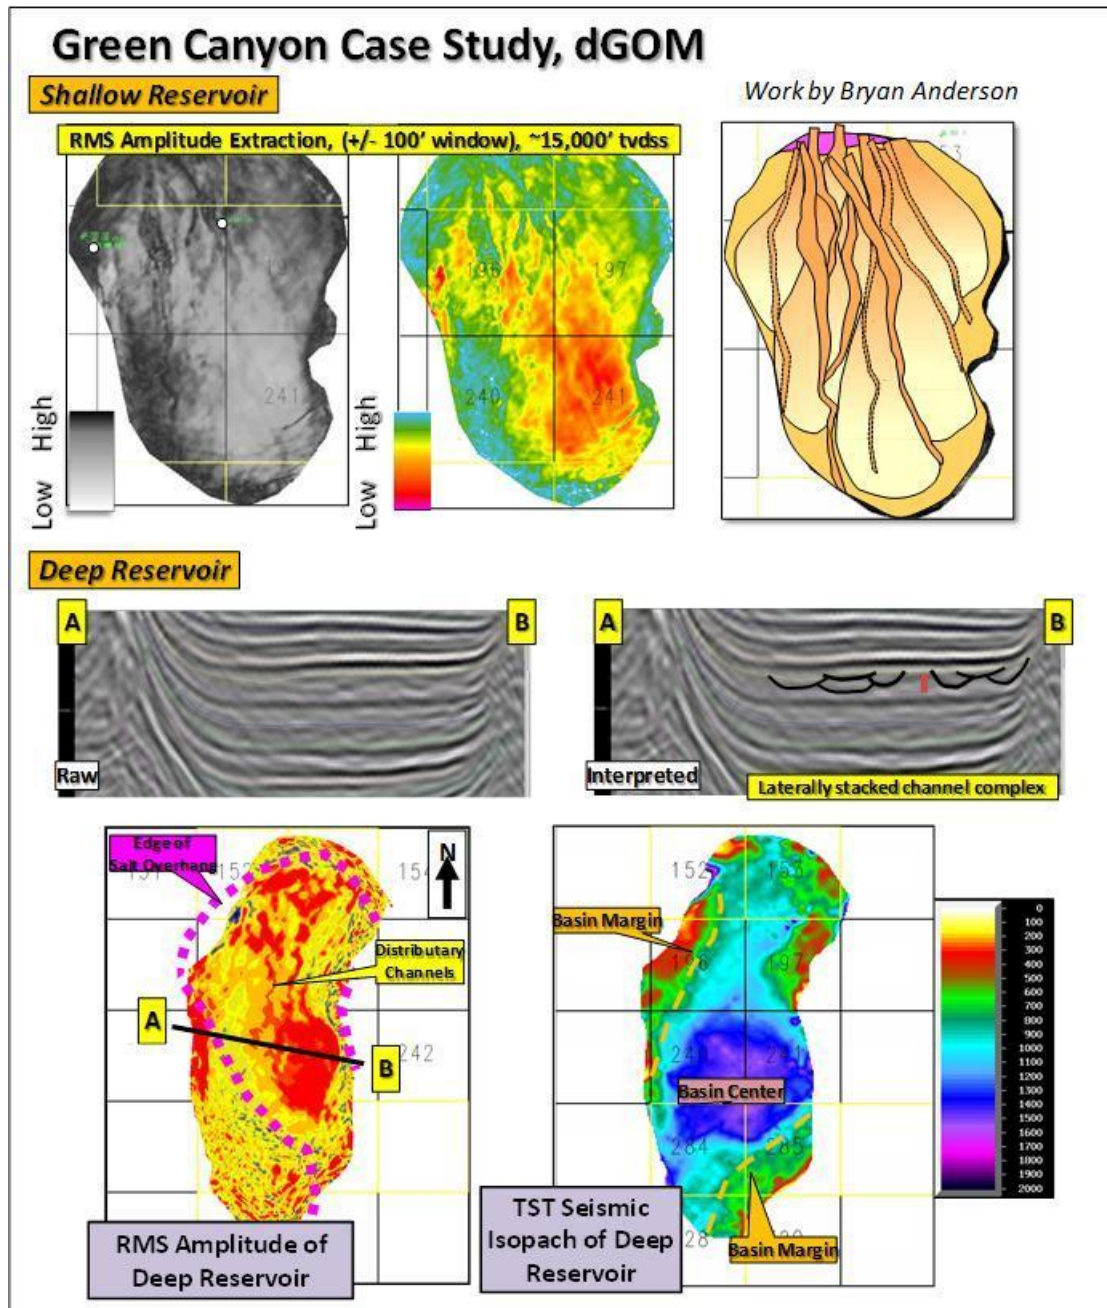 Green Canyon Case Study, dGOM
Shallow Reservoir
Work by Bryan Anderson
RMS Amplitude Extraction, (+/- 100' window), ~15,000' tvdss
53
196
197
240
241
241
Low High
Low High
Deep Reservoir
A
B
A
B
Raw
Interpreted
Laterally stacked channel complex
Edge of
Salt Overhang
N
Distributary
Channels
A
B
242
RMS Amplitude of
Deep Reservoir
152
153
Basin Margin
196
197
241
Basin Center
284
285
28
Basin Margin
TST Seismic
Isopach of Deep
Reservoir
0
100
200
300
400
500
600
700
800
900
1000
1100
1200
1300
1400
1500
1600
1700
1800
1900
2000